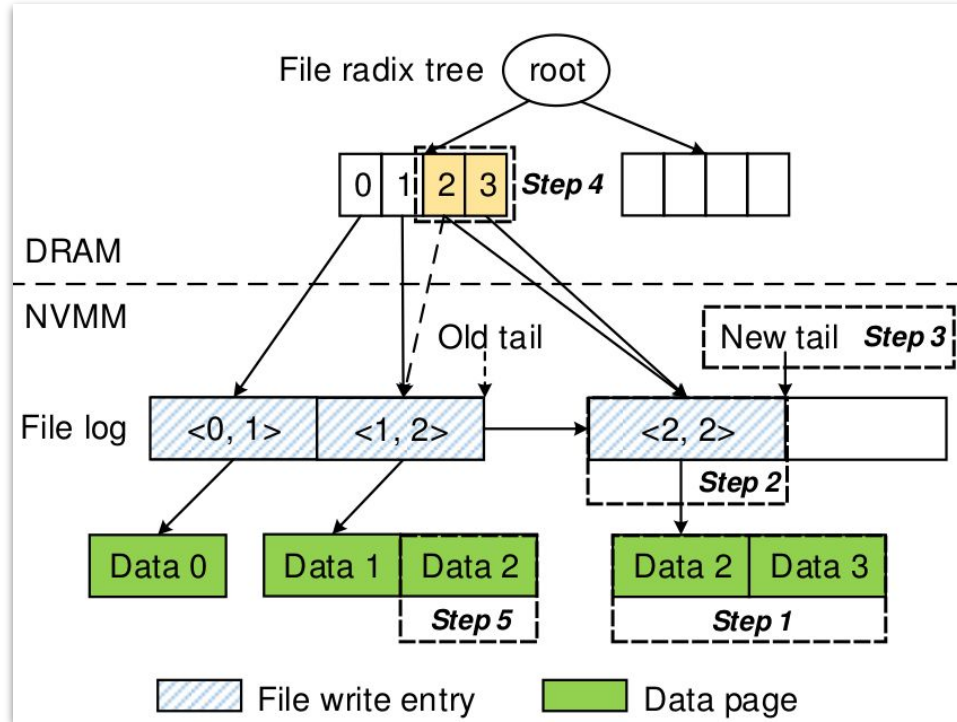 File radix tree root
0 1 2 3 Step 4
DRAM
NVMM
Old tail New tail Step 3
File log <0, 1> <1, 2> <2, 2>
Step 2
Data 0 Data 1 Data 2 Data 2 Data 3
Step 5 Step 1
File write entry Data page